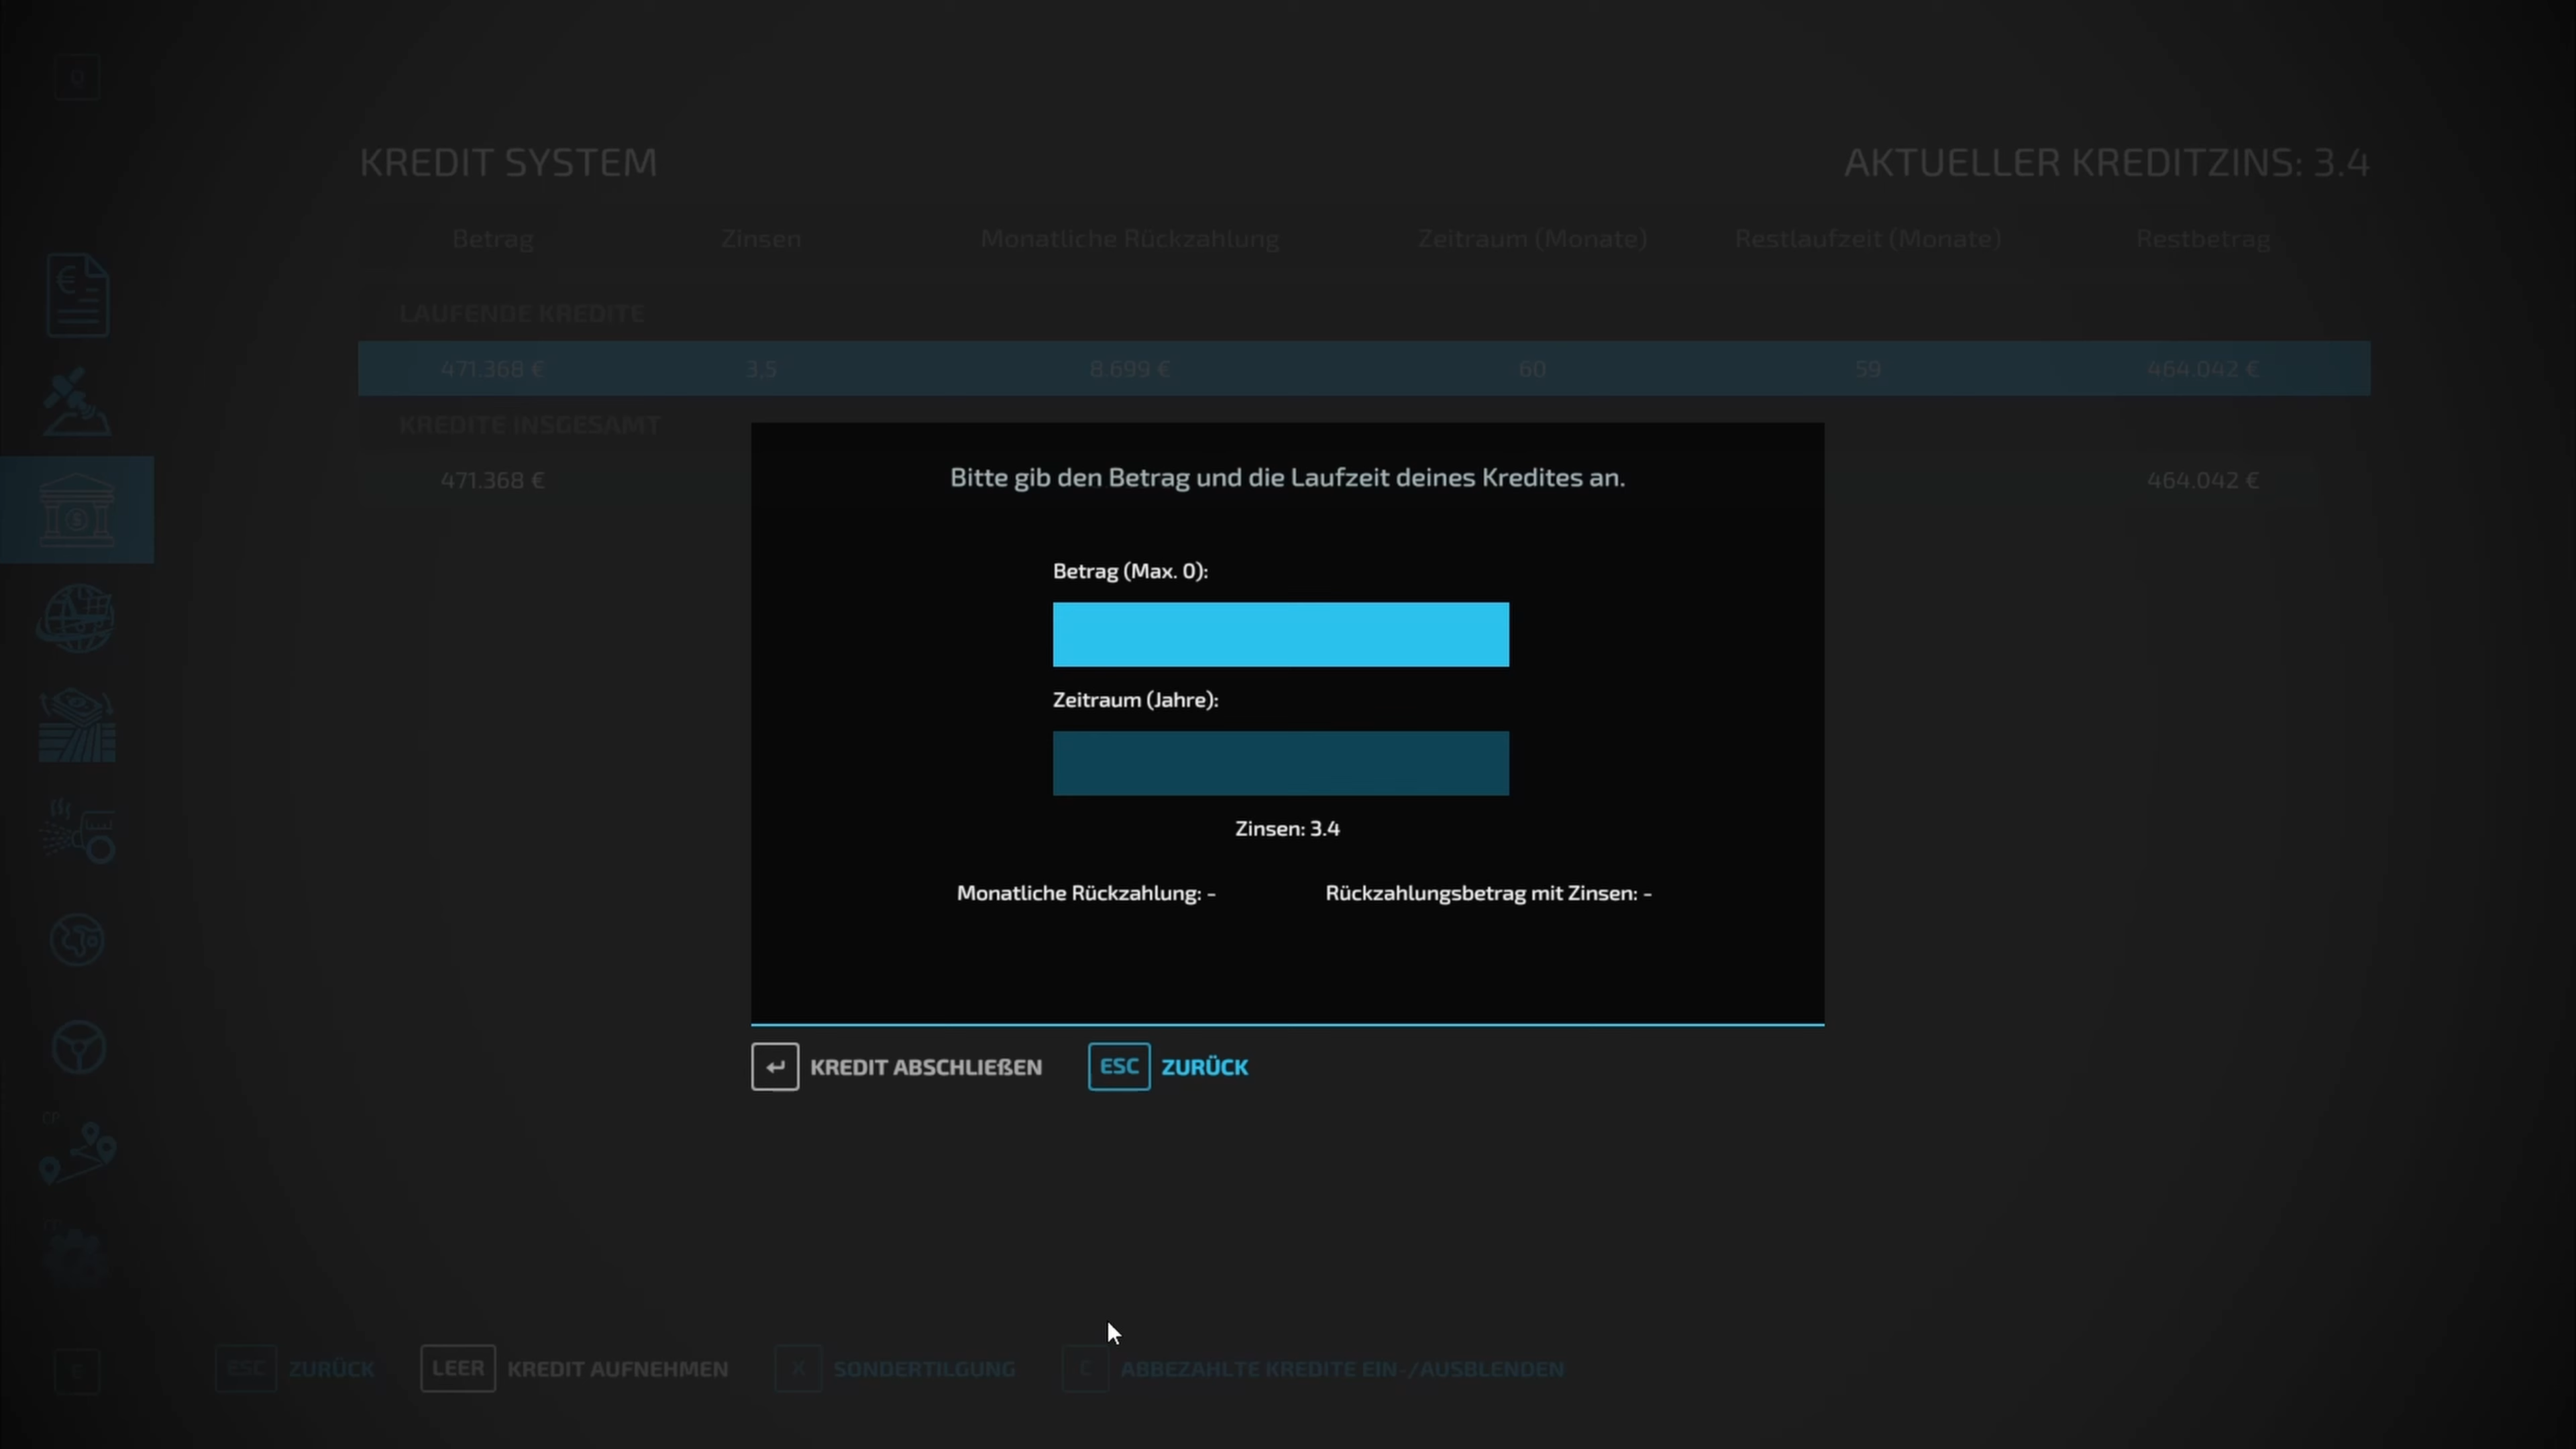 Q
KREDIT SYSTEM
AKTUELLER KREDITZINS: 3.4
Betrag Zinsen Monatliche Rückzahlung Zeitraum (Monate) Restlaufzeit (Monate) Restbetrag
LAUFENDE KREDITE
471.368 € 3,5 8.699 € 60 59 464.042 €
KREDITE INSGESAMT
471.368 € 464.042 €
Bitte gib den Betrag und die Laufzeit deines Kredites an.
Betrag (Max. 0):
Zeitraum (Jahre):
Zinsen: 3.4
Monatliche Rückzahlung: - Rückzahlungsbetrag mit Zinsen: -
KREDIT ABSCHLIEßEN ESC ZURÜCK
CP
ESC ZURÜCK LEER KREDIT AUFNEHMEN X SONDERTILGUNG C ABBEZAHLTE KREDITE EIN-/AUSBLENDEN